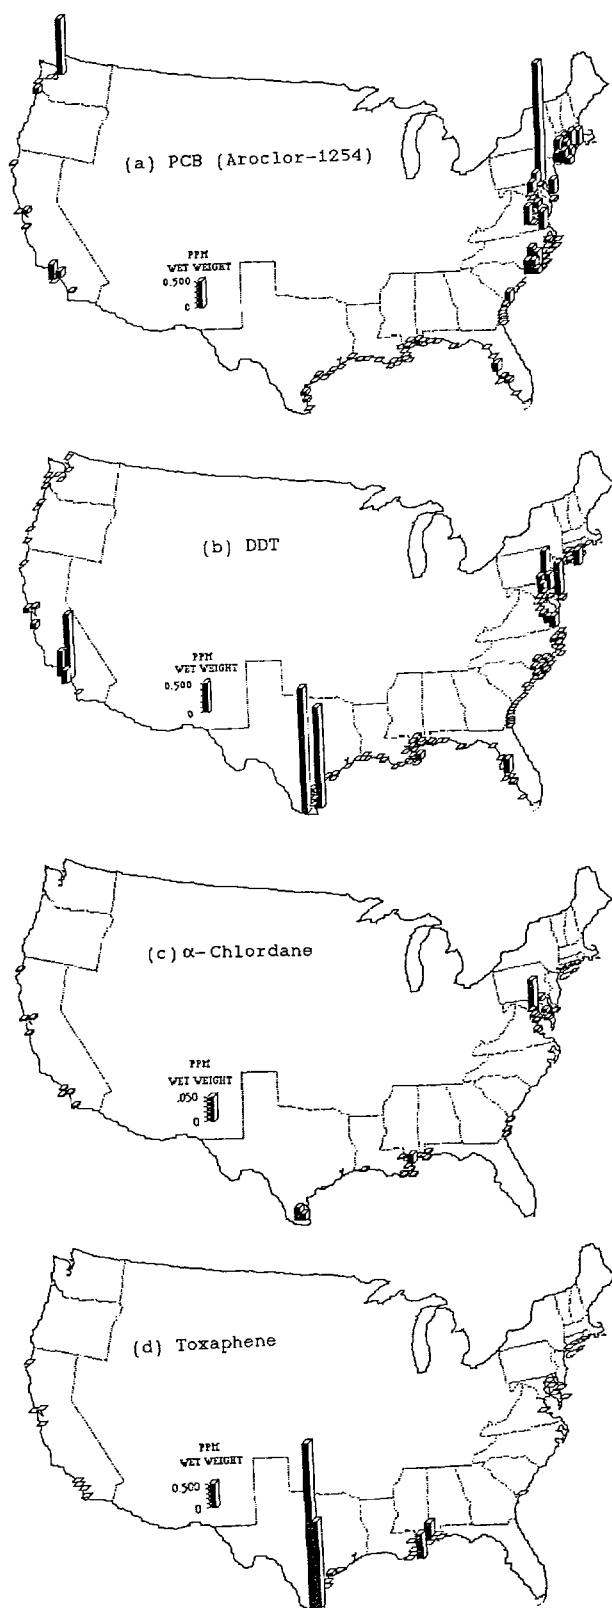 (a) PCB (Aroclor-1254)
PPM
WET WEIGHT
0.500
0
(b) DDT
PPM
WET WEIGHT
0.500
0
(c) α-Chlordane
PPM
WET WEIGHT
.050
0
(d) Toxaphene
PPM
WET WEIGHT
0.500
0